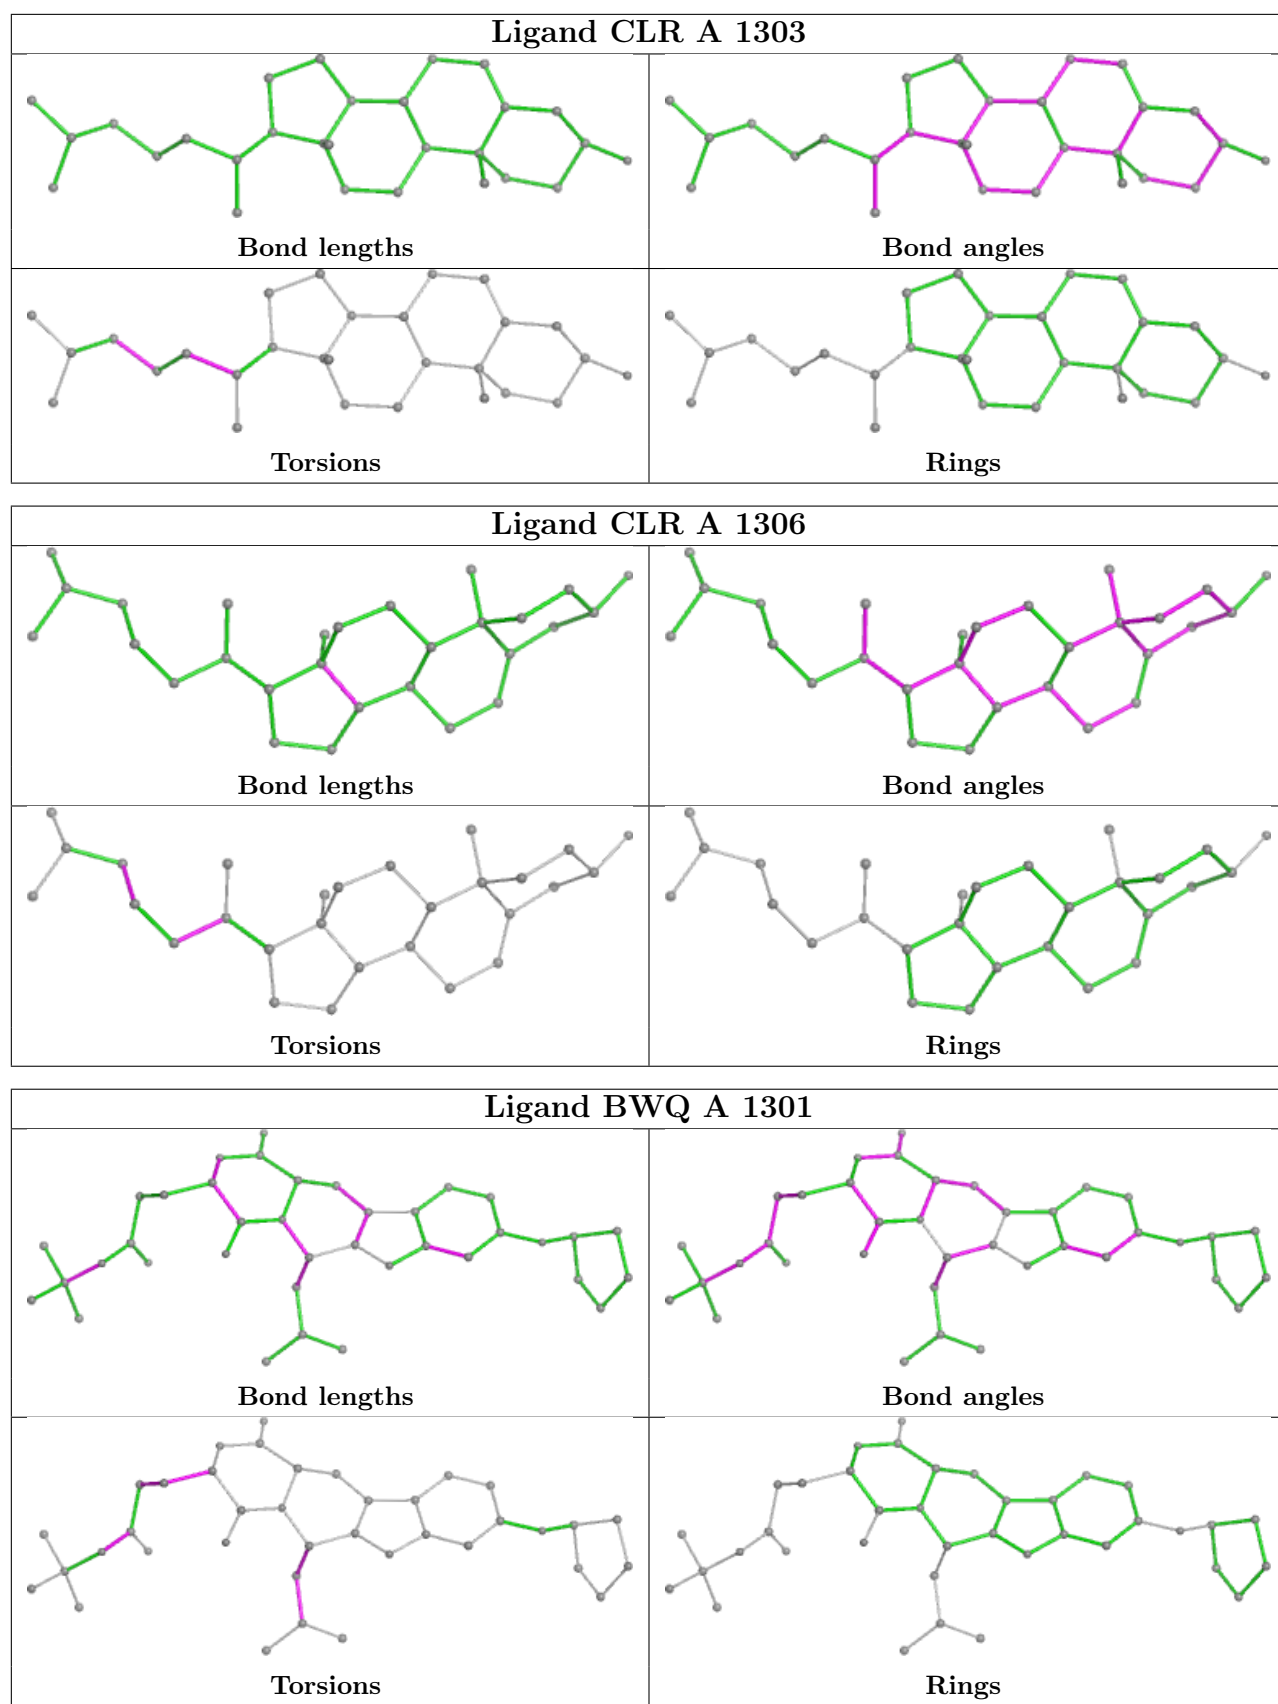 Ligand CLR A 1303
Bond lengths
Bond angles
Torsions
Rings
Ligand CLR A 1306
Bond lengths
Bond angles
Torsions
Rings
Ligand BWQ A 1301
Bond lengths
Bond angles
Torsions
Rings